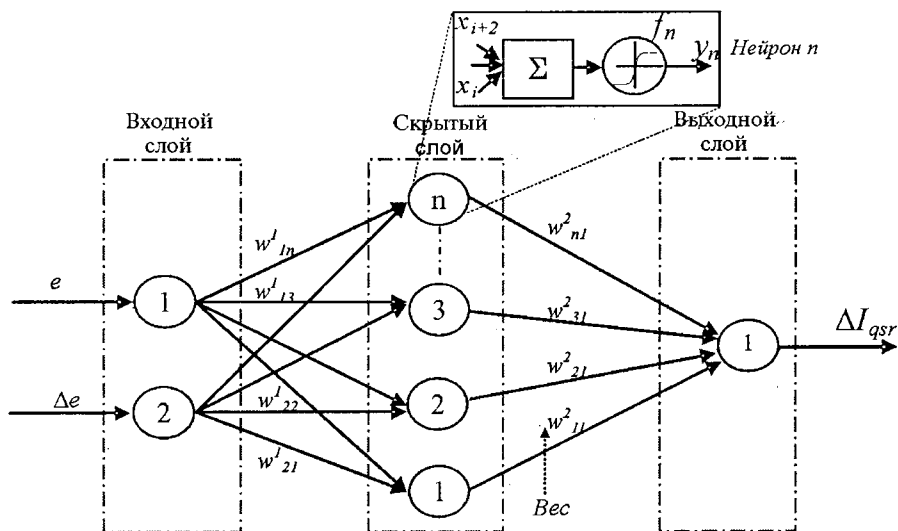 x_{i+2}
x_i
Σ
f_n
y_n
Нейрон n
Входной
слой
Скрытый
слой
Выходной
слой
n
w^1_{1n}
w^2_{n1}
e
1
w^1_{13}
3
w^2_{31}
1
ΔI_{qsr}
Δe
2
w^1_{22}
2
w^2_{21}
w^1_{21}
w^2_{11}
1
Вес